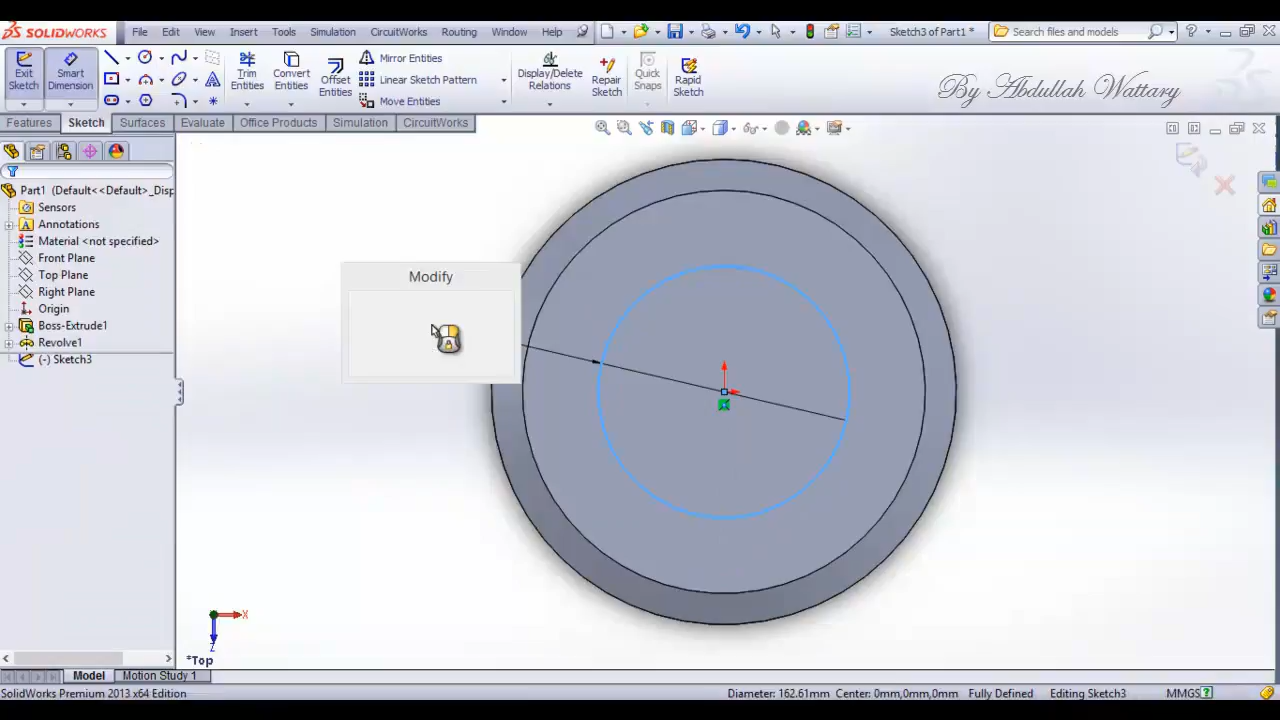 SOLIDWORKS File Edit View Insert Tools Simulation CircuitWorks Routing Window Help Sketch3 of Part1 * Search files and models
Exit Sketch
Smart Dimension
Trim Entities
Convert Entities
Offset Entities
Mirror Entities
Linear Sketch Pattern
Move Entities
Display/Delete Relations
Repair Sketch
Quick Snaps
Rapid Sketch
By Abdullah Wattary
Features Sketch Surfaces Evaluate Office Products Simulation CircuitWorks
Part1 (Default<<Default>_Disp
Sensors
Annotations
Material <not specified>
Front Plane
Top Plane
Right Plane
Origin
Boss-Extrude1
Revolve1
(-) Sketch3
Modify
X
Z
*Top
Model Motion Study 1
SolidWorks Premium 2013 x64 Edition Diameter: 162.61mm Center: 0mm,0mm,0mm Fully Defined Editing Sketch3 MMGS